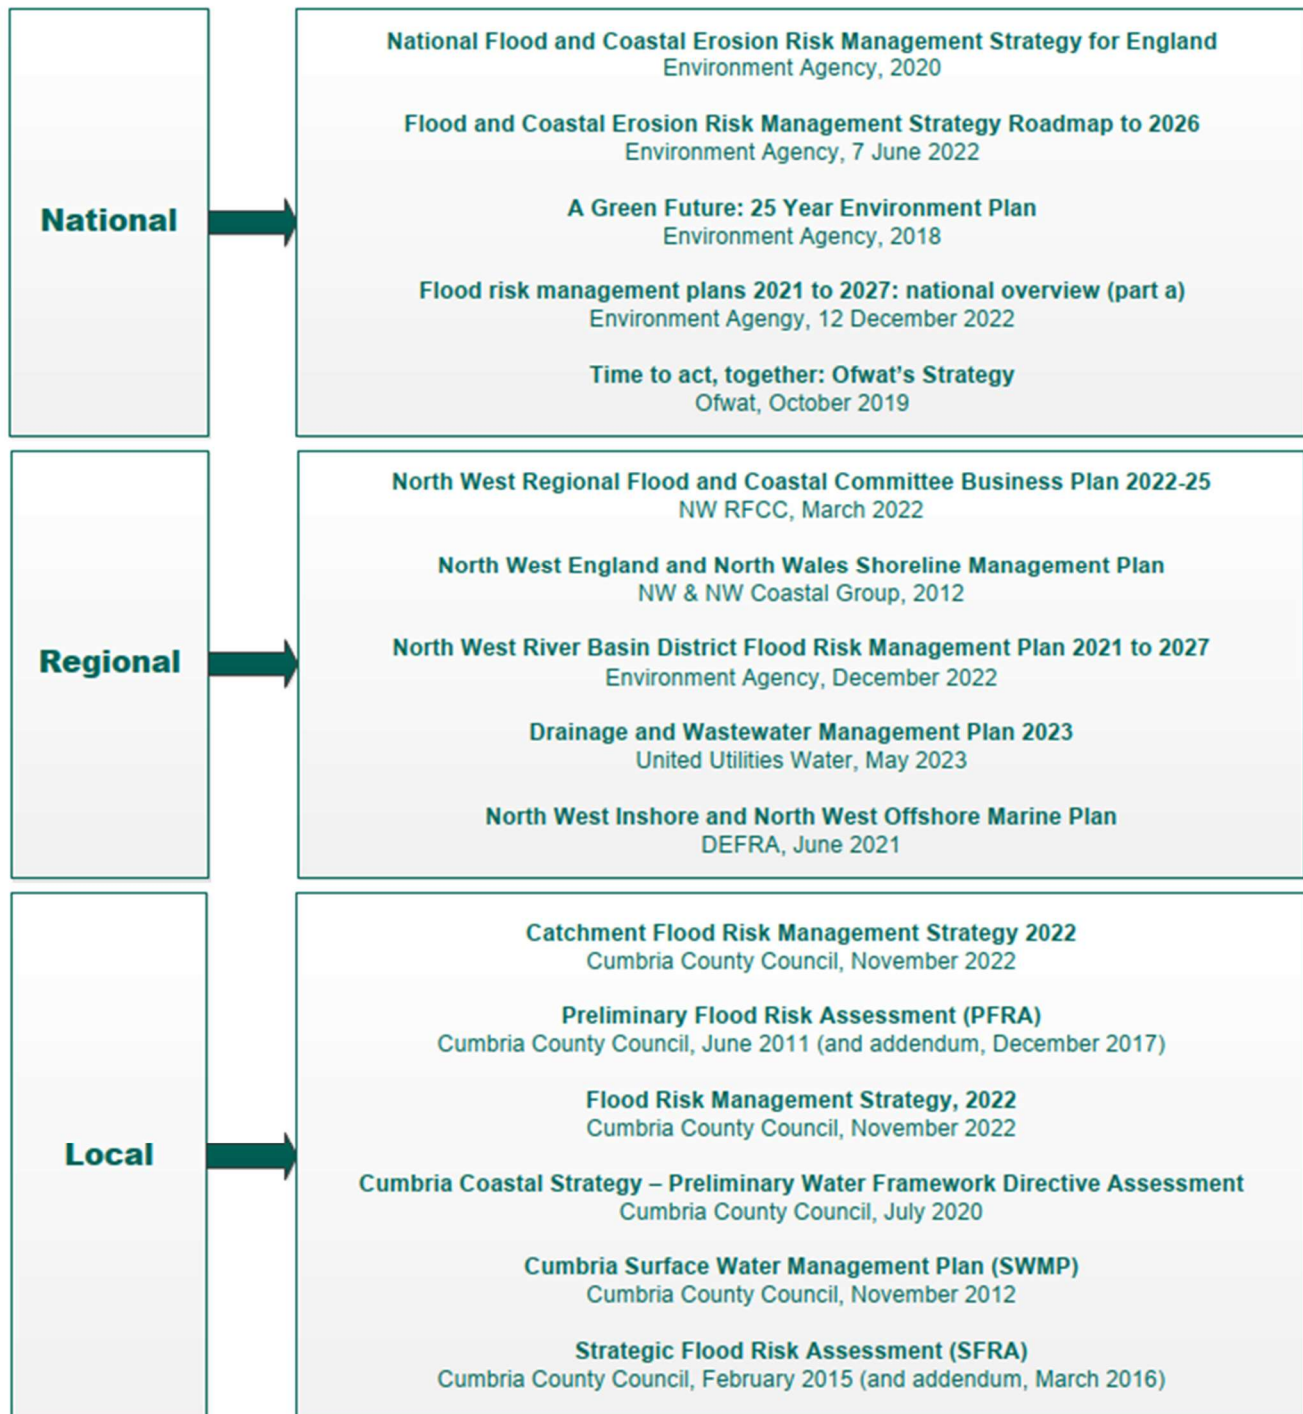 National
National Flood and Coastal Erosion Risk Management Strategy for England
Environment Agency, 2020
Flood and Coastal Erosion Risk Management Strategy Roadmap to 2026
Environment Agency, 7 June 2022
A Green Future: 25 Year Environment Plan
Environment Agency, 2018
Flood risk management plans 2021 to 2027: national overview (part a)
Environment Agengy, 12 December 2022
Time to act, together: Ofwat's Strategy
Ofwat, October 2019
Regional
North West Regional Flood and Coastal Committee Business Plan 2022-25
NW RFCC, March 2022
North West England and North Wales Shoreline Management Plan
NW & NW Coastal Group, 2012
North West River Basin District Flood Risk Management Plan 2021 to 2027
Environment Agency, December 2022
Drainage and Wastewater Management Plan 2023
United Utilities Water, May 2023
North West Inshore and North West Offshore Marine Plan
DEFRA, June 2021
Local
Catchment Flood Risk Management Strategy 2022
Cumbria County Council, November 2022
Preliminary Flood Risk Assessment (PFRA)
Cumbria County Council, June 2011 (and addendum, December 2017)
Flood Risk Management Strategy, 2022
Cumbria County Council, November 2022
Cumbria Coastal Strategy – Preliminary Water Framework Directive Assessment
Cumbria County Council, July 2020
Cumbria Surface Water Management Plan (SWMP)
Cumbria County Council, November 2012
Strategic Flood Risk Assessment (SFRA)
Cumbria County Council, February 2015 (and addendum, March 2016)